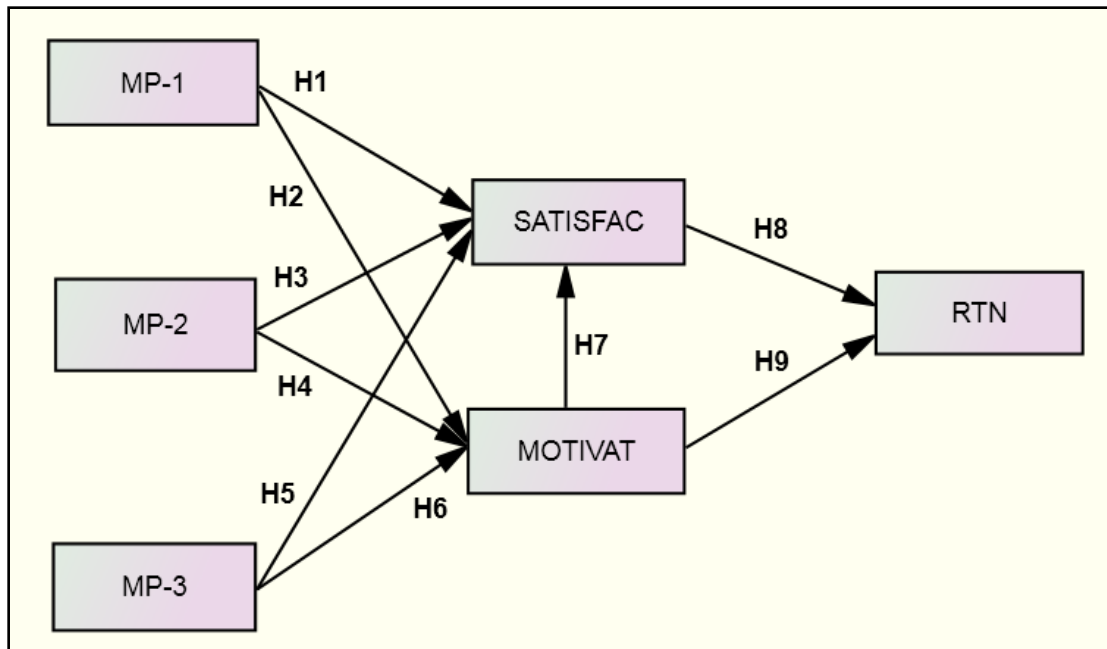 MP-1
H1
H2
SATISFAC
H8
H3
MP-2
RTN
H7
H9
H4
MOTIVAT
H5
H6
MP-3